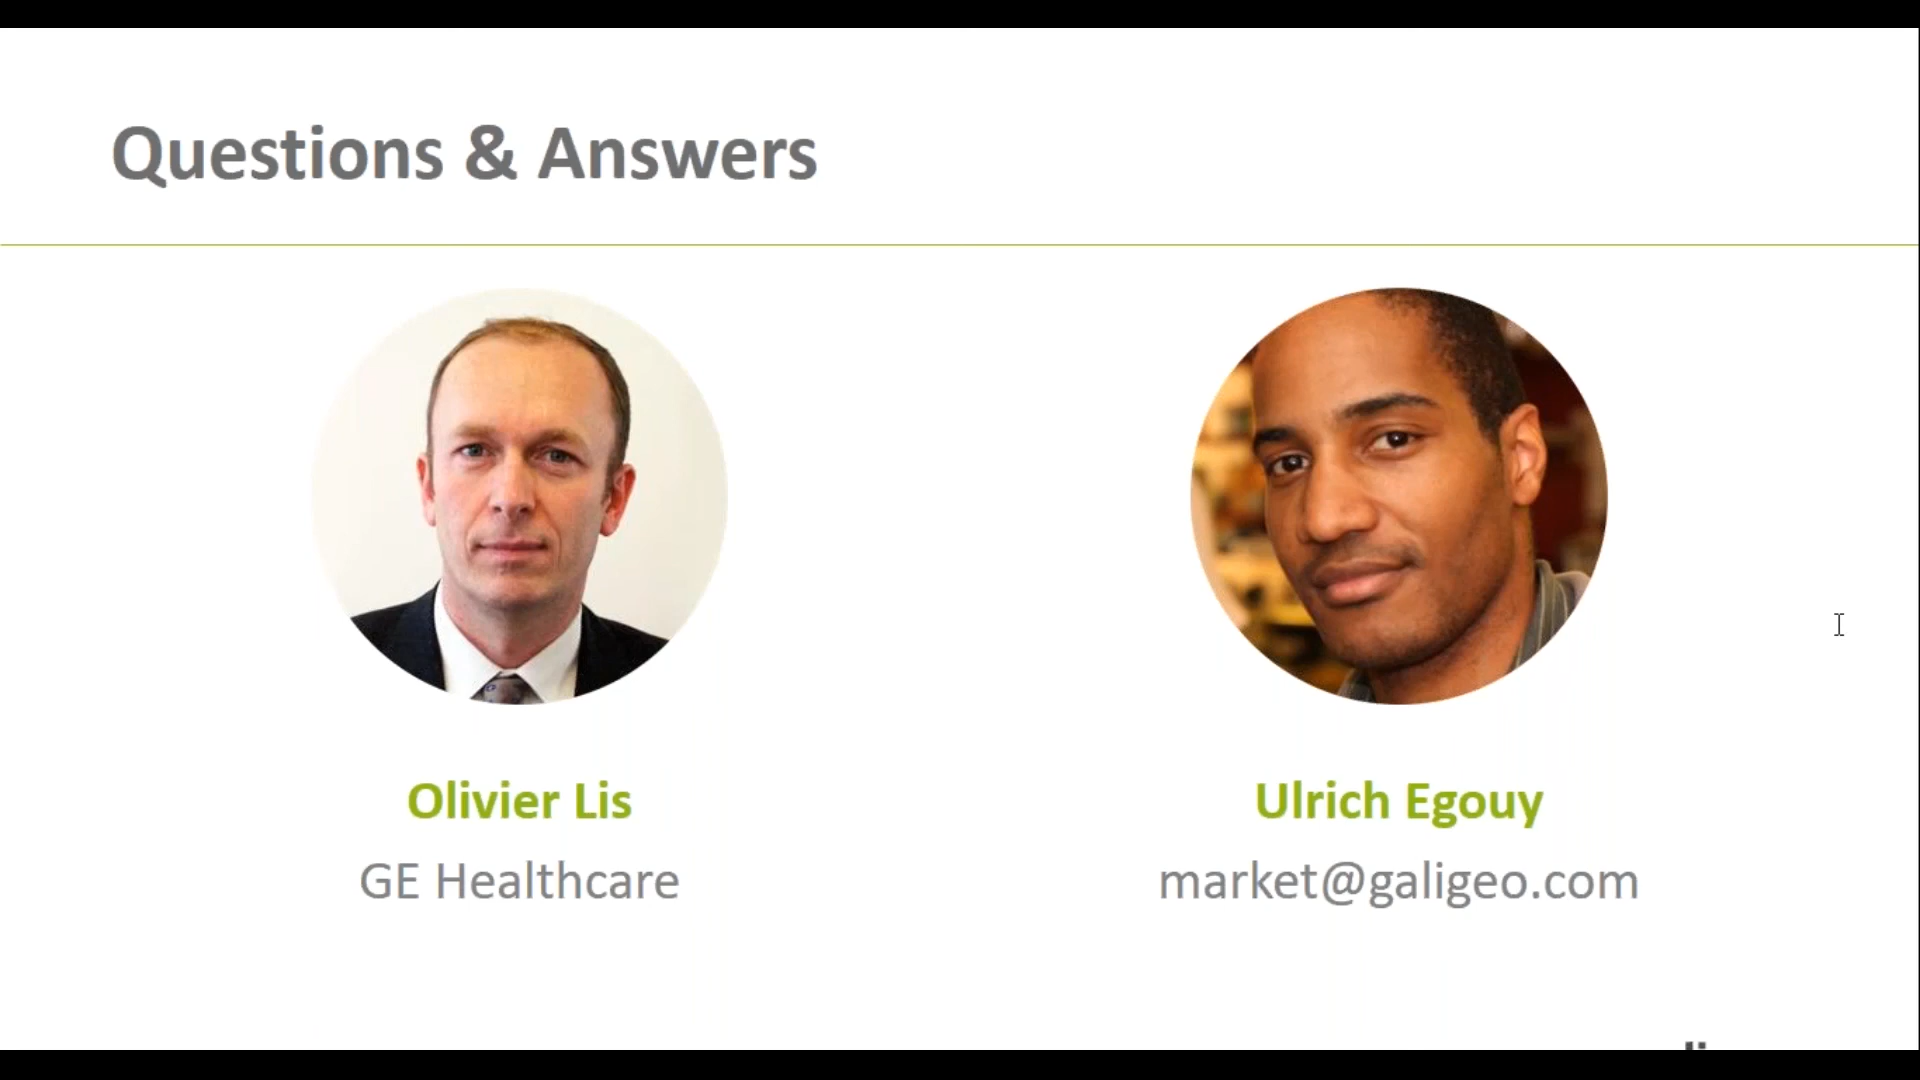 Questions & Answers
Olivier Lis
Ulrich Egouy
GE Healthcare
market@galigeo.com